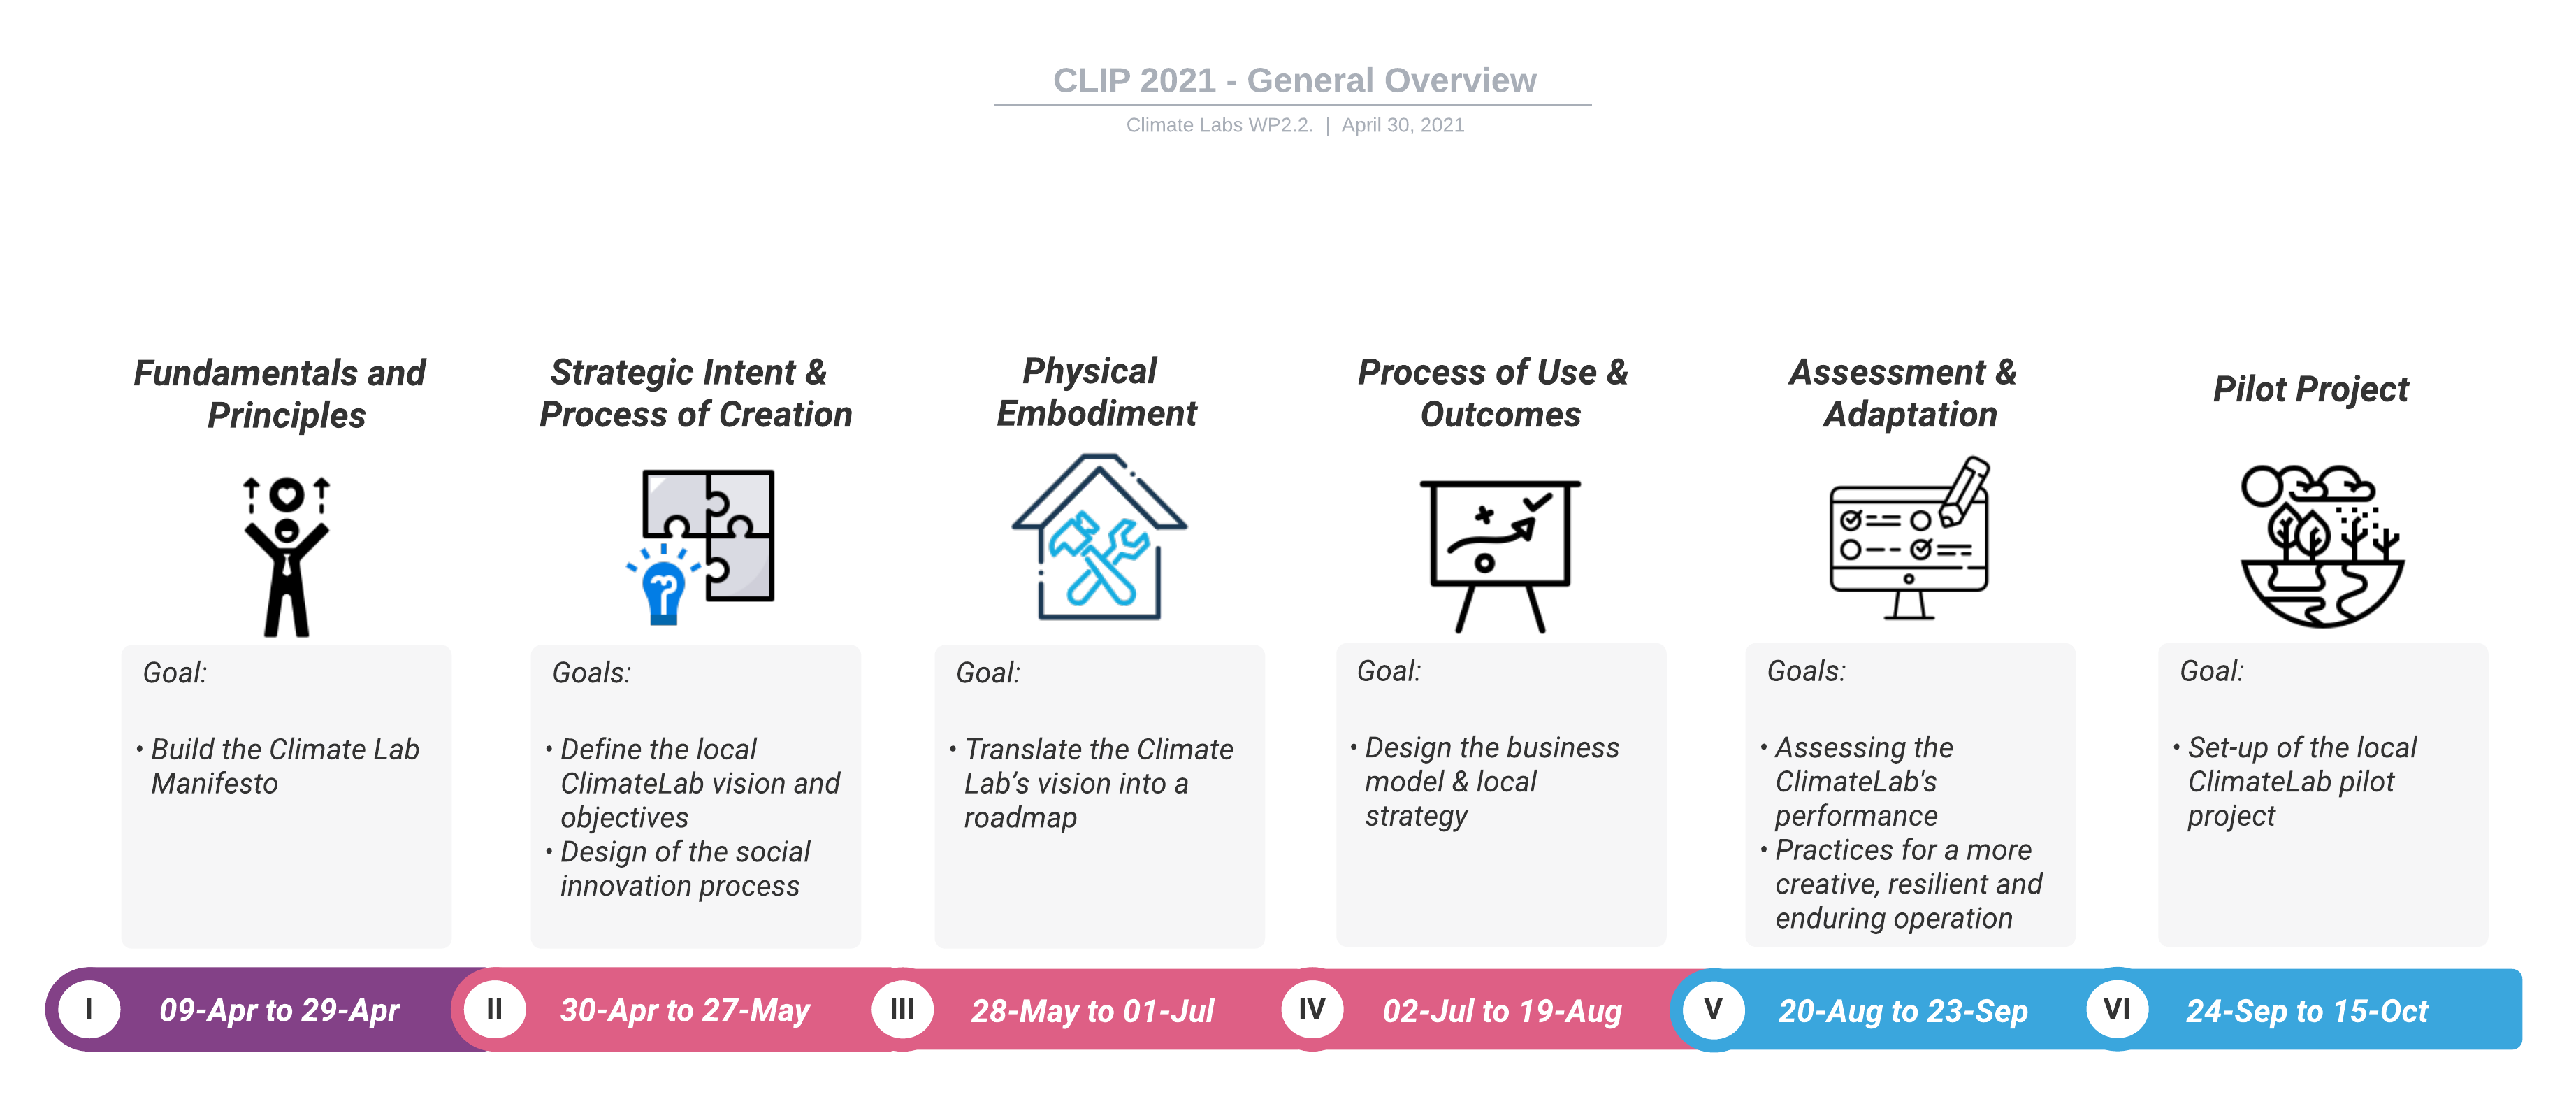 CLIP 2021 - General Overview
Climate Labs WP2.2. | April 30, 2021
Fundamentals and
Principles
Goal:
• Build the Climate Lab
Manifesto
I
09-Apr to 29-Apr
Strategic Intent &
Process of Creation
Goals:
• Define the local
ClimateLab vision and
objectives
• Design of the social
innovation process
II
30-Apr to 27-May
Physical
Embodiment
Goal:
• Translate the Climate
Lab’s vision into a
roadmap
III
28-May to 01-Jul
Process of Use &
Outcomes
Goal:
• Design the business
model & local
strategy
IV
02-Jul to 19-Aug
Assessment &
Adaptation
Goals:
• Assessing the
ClimateLab's
performance
• Practices for a more
creative, resilient and
enduring operation
V
20-Aug to 23-Sep
Pilot Project
Goal:
• Set-up of the local
ClimateLab pilot
project
VI
24-Sep to 15-Oct